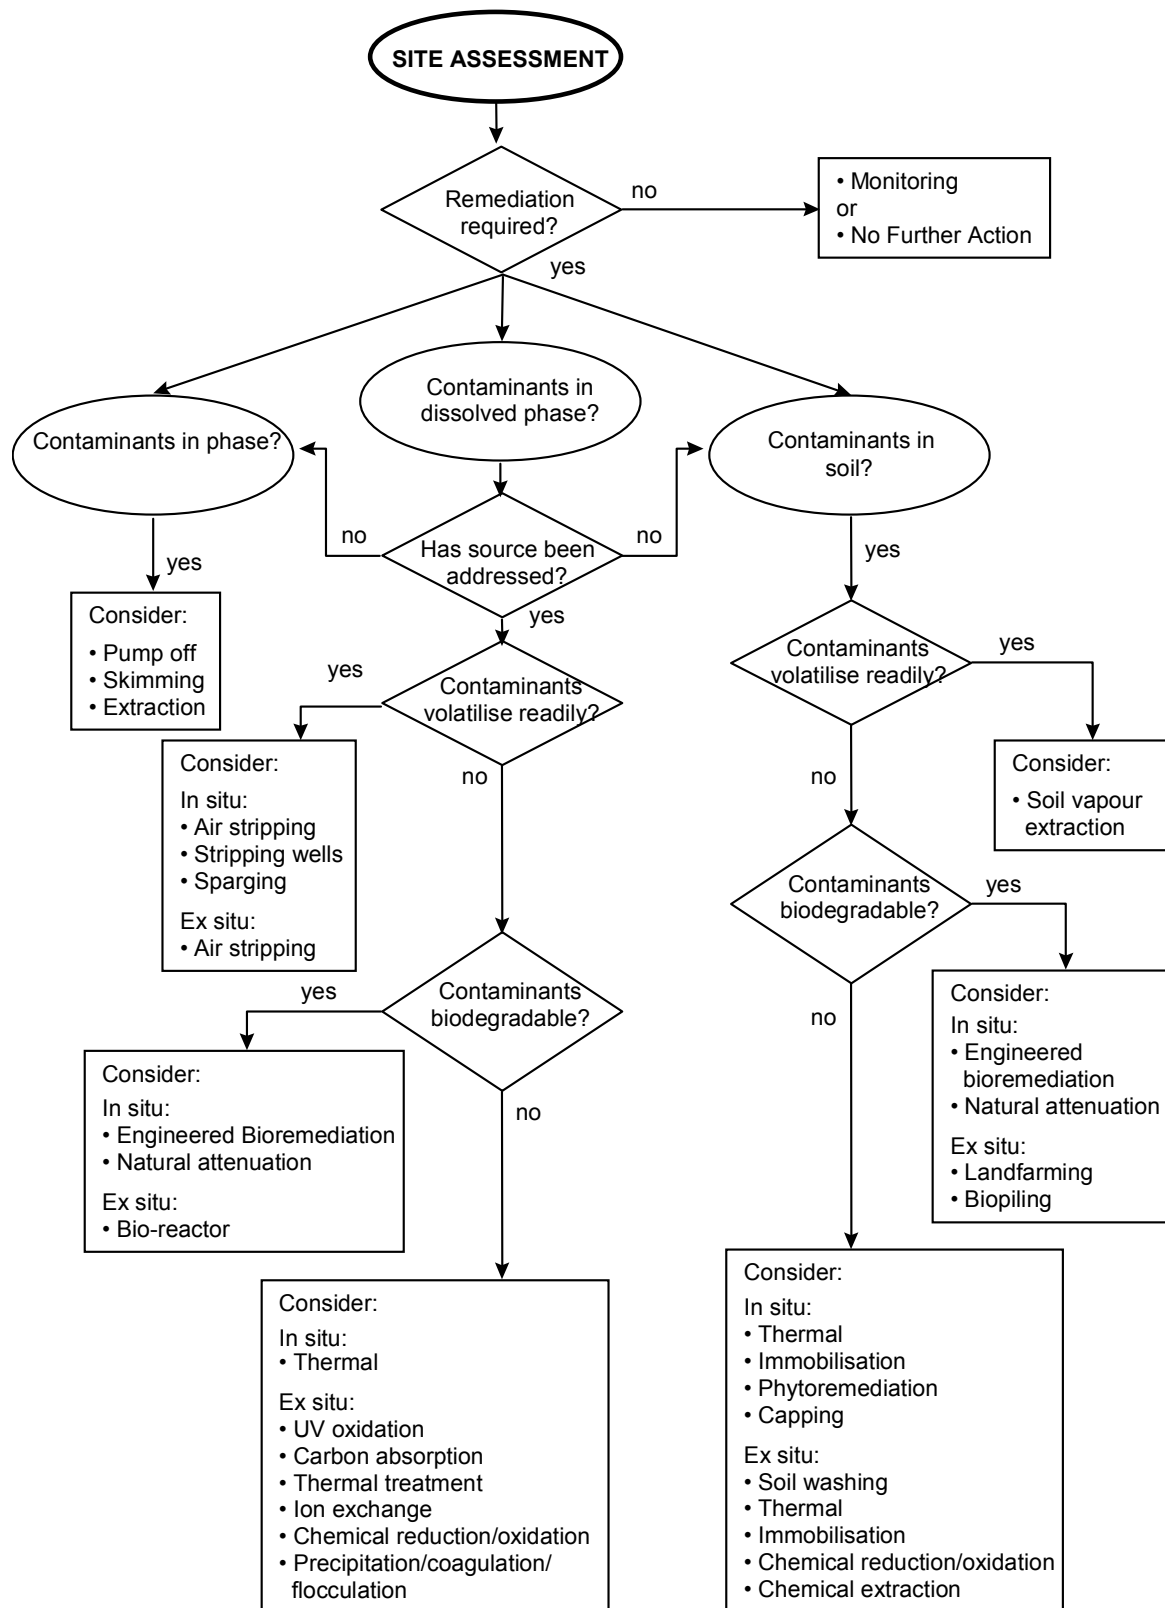 SITE ASSESSMENT
Remediation
required?
no
• Monitoring
or
• No Further Action
yes
Contaminants in phase?
Contaminants in
dissolved phase?
Contaminants in
soil?
no
Has source been
addressed?
no
yes
yes
yes
Consider:
• Pump off
• Skimming
• Extraction
yes
Contaminants
volatilise readily?
Contaminants
volatilise readily?
yes
Consider:
In situ:
• Air stripping
• Stripping wells
• Sparging
Ex situ:
• Air stripping
no
no
Consider:
• Soil vapour
extraction
Contaminants
biodegradable?
yes
yes
Contaminants
biodegradable?
no
Consider:
In situ:
• Engineered
bioremediation
• Natural attenuation
Ex situ:
• Landfarming
• Biopiling
Consider:
In situ:
• Engineered Bioremediation
• Natural attenuation
Ex situ:
• Bio-reactor
no
Consider:
In situ:
• Thermal
Ex situ:
• UV oxidation
• Carbon absorption
• Thermal treatment
• Ion exchange
• Chemical reduction/oxidation
• Precipitation/coagulation/
flocculation
Consider:
In situ:
• Thermal
• Immobilisation
• Phytoremediation
• Capping
Ex situ:
• Soil washing
• Thermal
• Immobilisation
• Chemical reduction/oxidation
• Chemical extraction